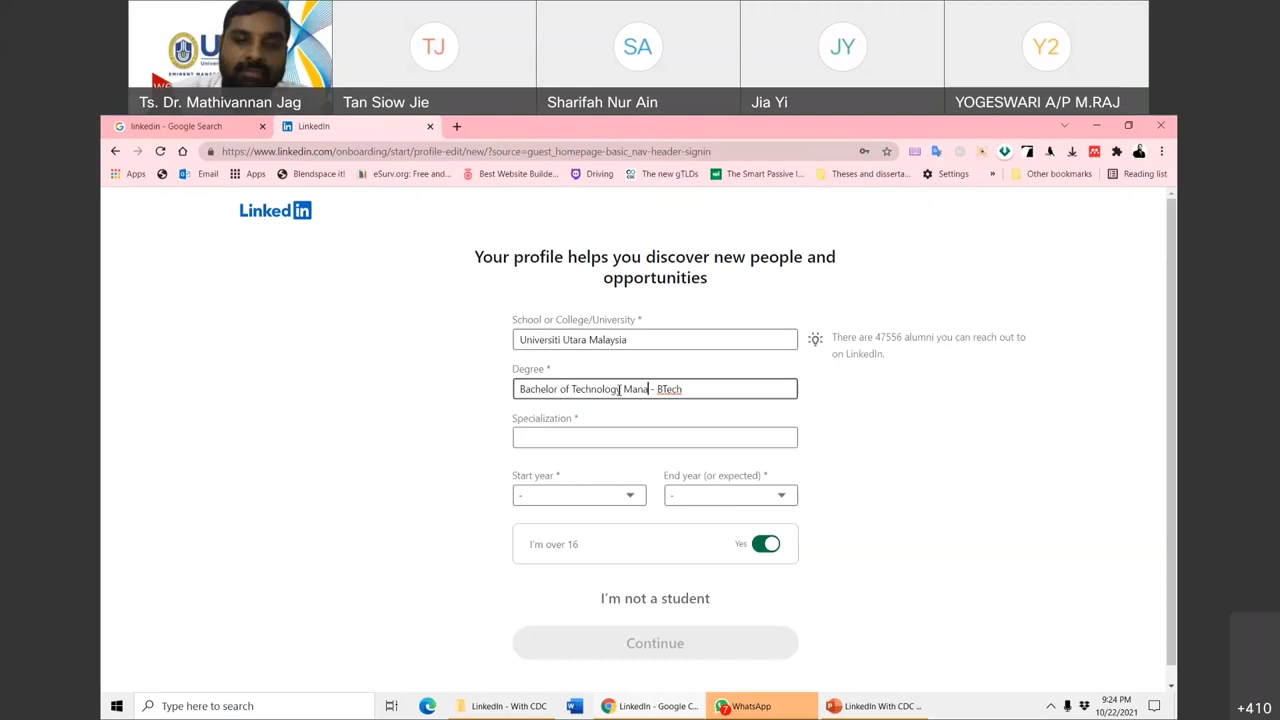 U
EMINENT MANA
TJ
SA
JY
Y2
Ts. Dr. Mathivannan Jag
Tan Siow Jie
Sharifah Nur Ain
Jia Yi
YOGESWARI A/P M.RAJ
linkedin - Google Search
LinkedIn
https://www.linkedin.com/onboarding/start/profile-edit/new/?source=guest_homepage-basic_nav-header-signin
Apps
Email
Apps
Blendspace it!
eSurv.org: Free and...
Best Website Builde...
Driving
The new gTLDs
The Smart Passive I...
Theses and disserta...
Settings
»
Other bookmarks
Reading list
Linkedin
Your profile helps you discover new people and
opportunities
School or College/University *
Universiti Utara Malaysia
There are 47556 alumni you can reach out to
on LinkedIn.
Degree *
Bachelor of Technology Mana - BTech
Specialization *
Start year *
End year (or expected) *
-
-
I'm over 16
Yes
I'm not a student
Continue
Type here to search
LinkedIn - With CDC
LinkedIn - Google C...
7
WhatsApp
LinkedIn With CDC ...
9:24 PM
10/22/2021
+410